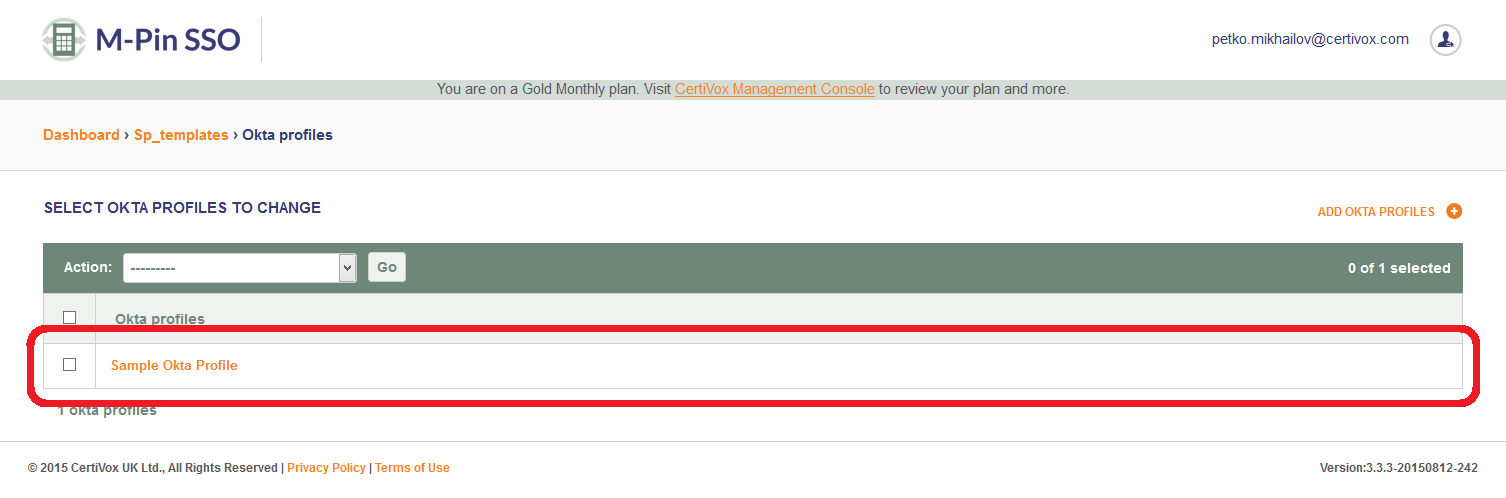 M-Pin SSO
petko.mikhailov@certivox.com
You are on a Gold Monthly plan. Visit CertiVox Management Console to review your plan and more.
Dashboard › Sp_templates › Okta profiles
SELECT OKTA PROFILES TO CHANGE
ADD OKTA PROFILES
Action: --------- Go 0 of 1 selected
Okta profiles
Sample Okta Profile
1 okta profiles
© 2015 CertiVox UK Ltd., All Rights Reserved | Privacy Policy | Terms of Use Version:3.3.3-20150812-242